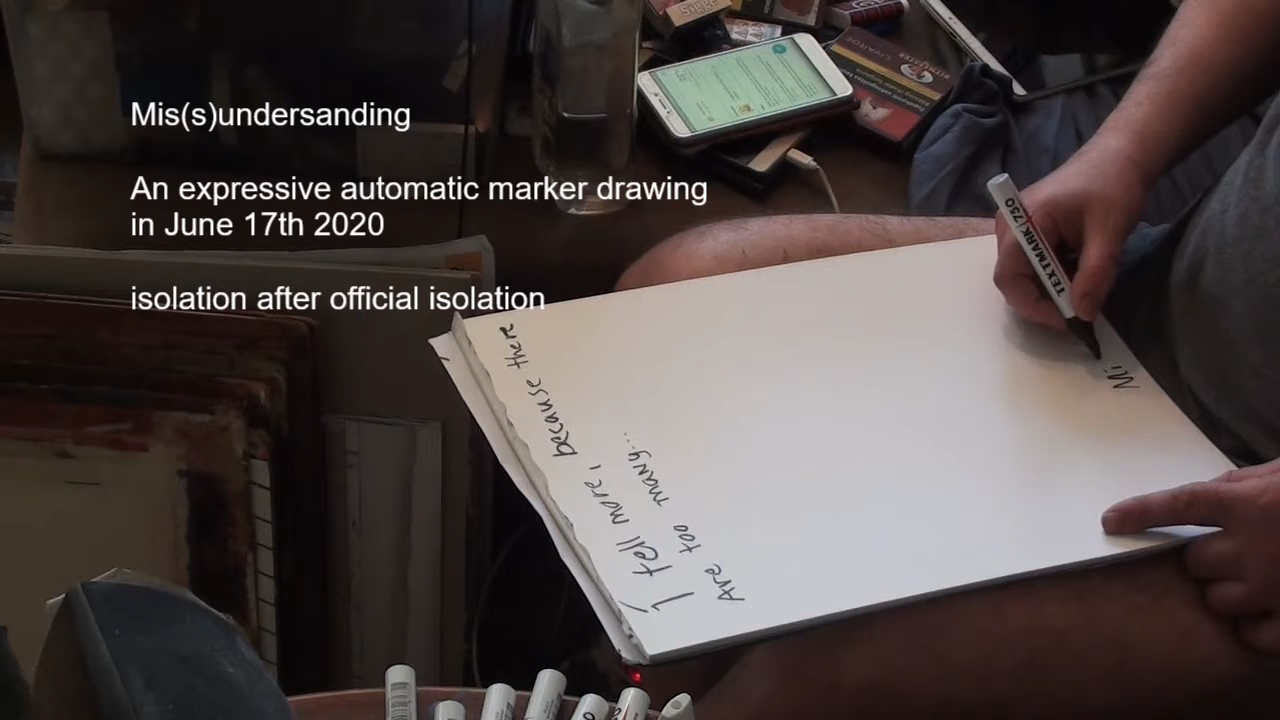 Mis(s)undersanding
An expressive automatic marker drawing
in June 17th 2020
isolation after official isolation
I tell more, because there
Are too many...
Mi
TEXTMARK|750